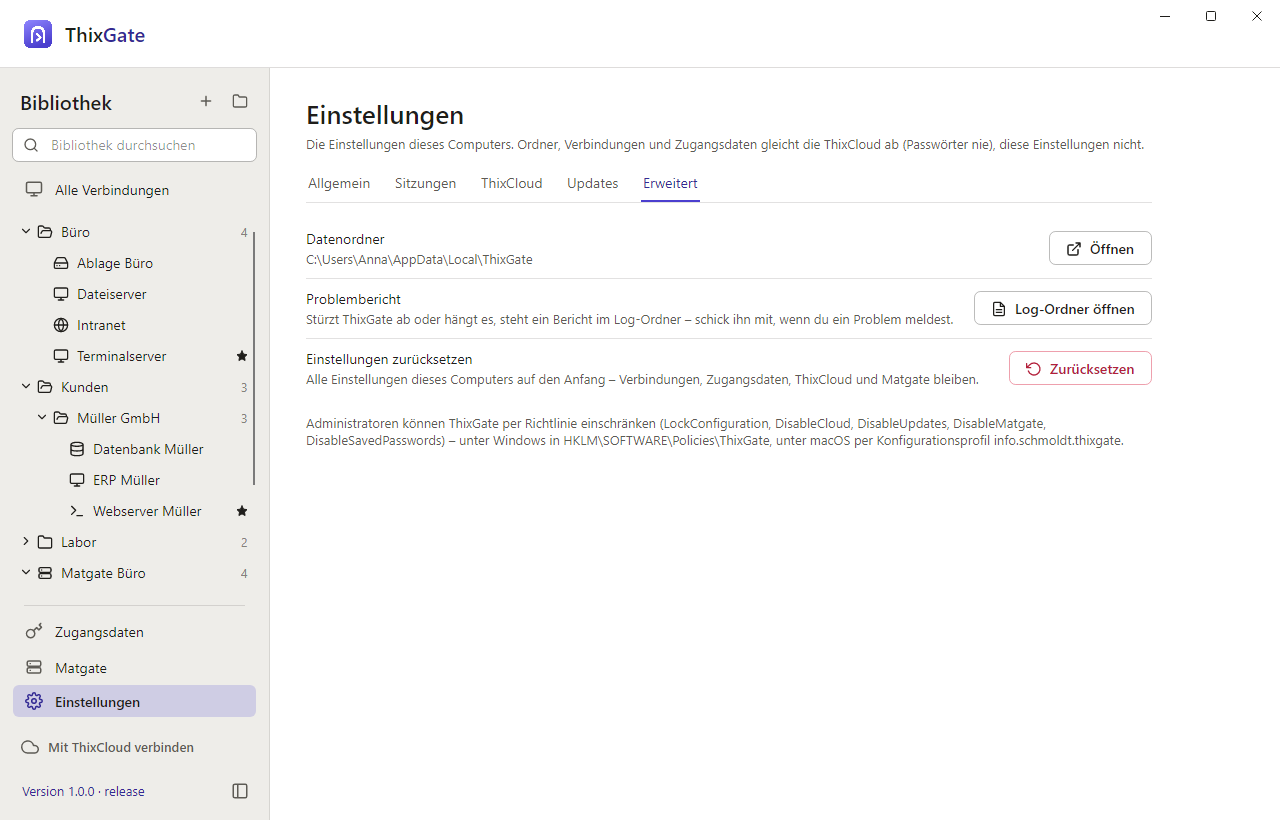 ThixGate
Bibliothek
Bibliothek durchsuchen
Alle Verbindungen
Büro 4
Ablage Büro
Dateiserver
Intranet
Terminalserver
Kunden 3
Müller GmbH 3
Datenbank Müller
ERP Müller
Webserver Müller
Labor 2
Matgate Büro 4
Zugangsdaten
Matgate
Einstellungen
Mit ThixCloud verbinden
Version 1.0.0 · release
Einstellungen
Die Einstellungen dieses Computers. Ordner, Verbindungen und Zugangsdaten gleicht die ThixCloud ab (Passwörter nie), diese Einstellungen nicht.
Allgemein Sitzungen ThixCloud Updates Erweitert
Datenordner
C:\Users\Anna\AppData\Local\ThixGate
Öffnen
Problembericht
Stürzt ThixGate ab oder hängt es, steht ein Bericht im Log-Ordner – schick ihn mit, wenn du ein Problem meldest.
Log-Ordner öffnen
Einstellungen zurücksetzen
Alle Einstellungen dieses Computers auf den Anfang – Verbindungen, Zugangsdaten, ThixCloud und Matgate bleiben.
Zurücksetzen
Administratoren können ThixGate per Richtlinie einschränken (LockConfiguration, DisableCloud, DisableUpdates, DisableMatgate,
DisableSavedPasswords) – unter Windows in HKLM\SOFTWARE\Policies\ThixGate, unter macOS per Konfigurationsprofil info.schmoldt.thixgate.